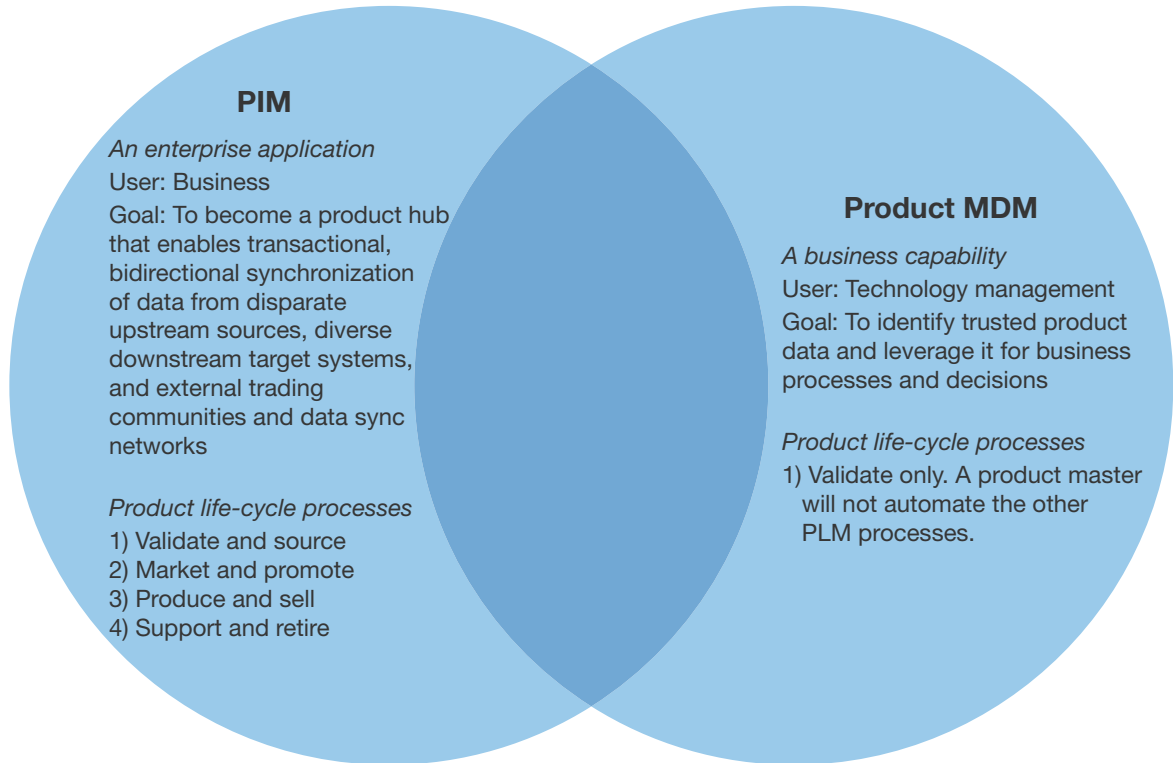 PIM
An enterprise application
User: Business
Goal: To become a product hub
that enables transactional,
bidirectional synchronization
of data from disparate
upstream sources, diverse
downstream target systems,
and external trading
communities and data sync
networks
Product life-cycle processes
1) Validate and source
2) Market and promote
3) Produce and sell
4) Support and retire
Product MDM
A business capability
User: Technology management
Goal: To identify trusted product
data and leverage it for business
processes and decisions
Product life-cycle processes
1) Validate only. A product master
will not automate the other
PLM processes.